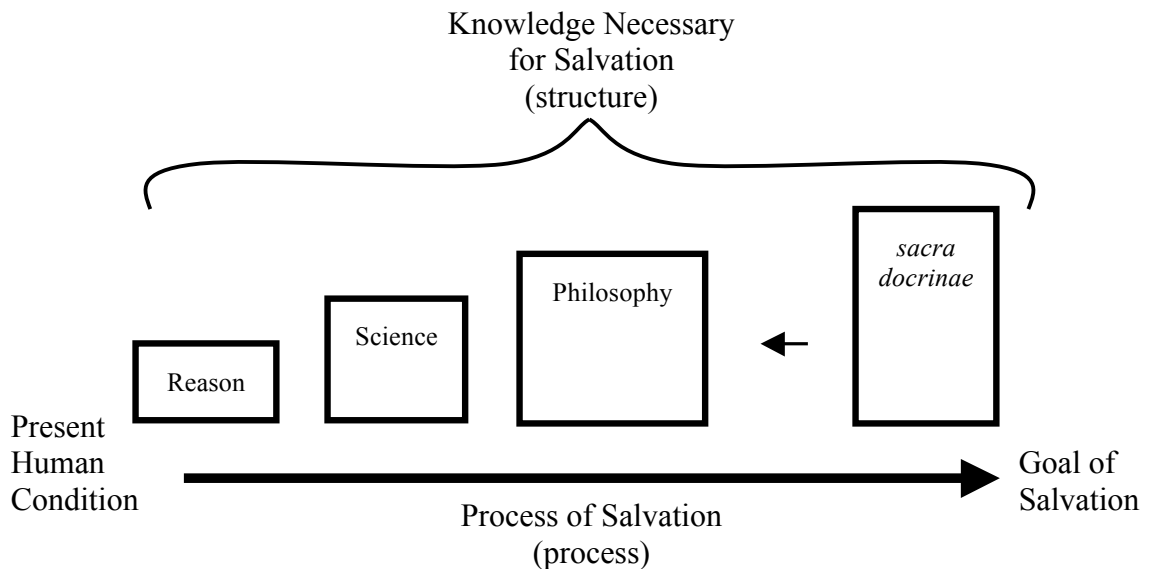 Knowledge Necessary
for Salvation
(structure)
sacra
docrinae
Philosophy
Science
Reason
Present
Human
Condition
Goal of
Salvation
Process of Salvation
(process)